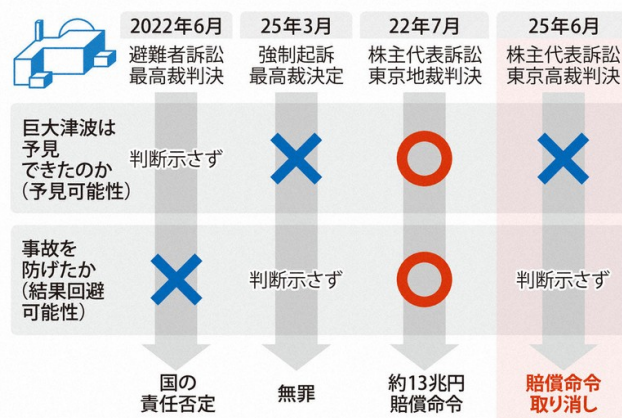 2022年6月
避難者訴訟
最高裁判決
25年3月
強制起訴
最高裁決定
22年7月
株主代表訴訟
東京地裁判決
25年6月
株主代表訴訟
東京高裁判決
巨大津波は
予見
できたのか
（予見可能性）
判断示さず
事故を
防げたか
（結果回避
可能性）
判断示さず
判断示さず
国の
責任否定
無罪
約13兆円
賠償命令
賠償命令
取り消し